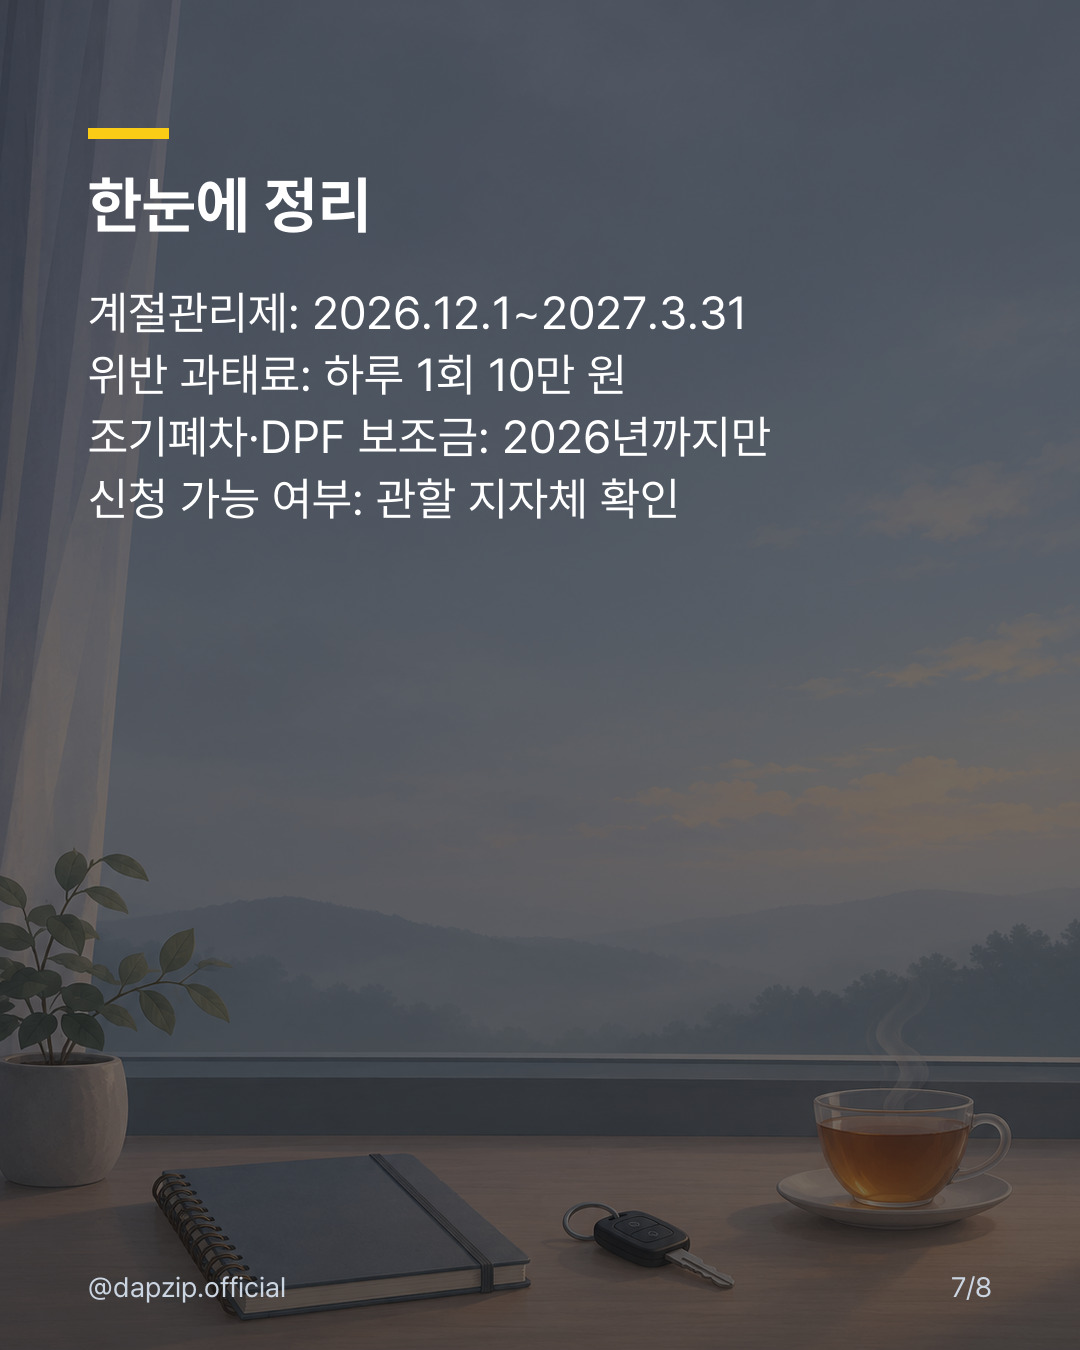 한눈에 정리
계절관리제: 2026.12.1~2027.3.31
위반 과태료: 하루 1회 10만 원
조기폐차·DPF 보조금: 2026년까지만
신청 가능 여부: 관할 지자체 확인
@dapzip.official
7/8